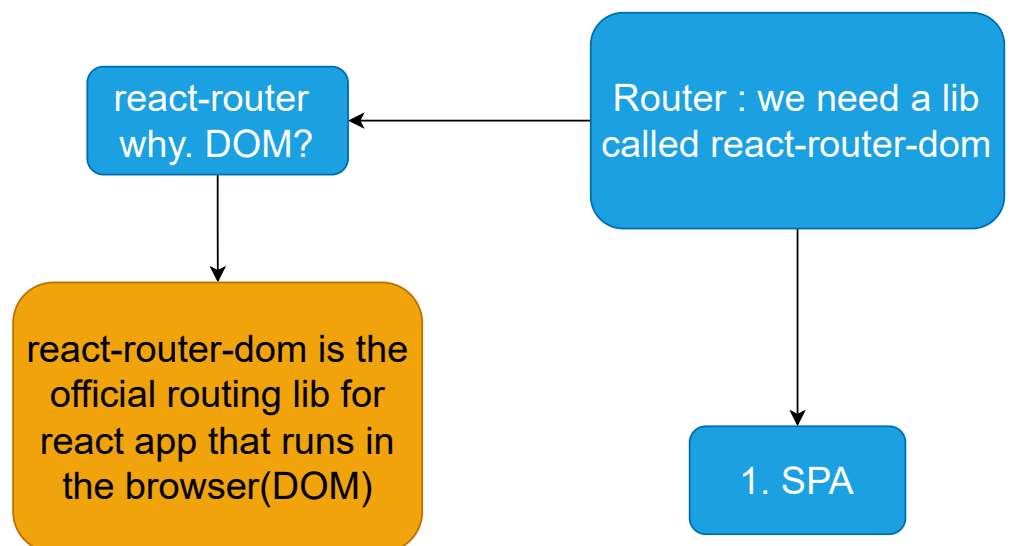 react-router
why. DOM?
Router : we need a lib
called react-router-dom
react-router-dom is the
official routing lib for
react app that runs in
the browser(DOM)
1. SPA